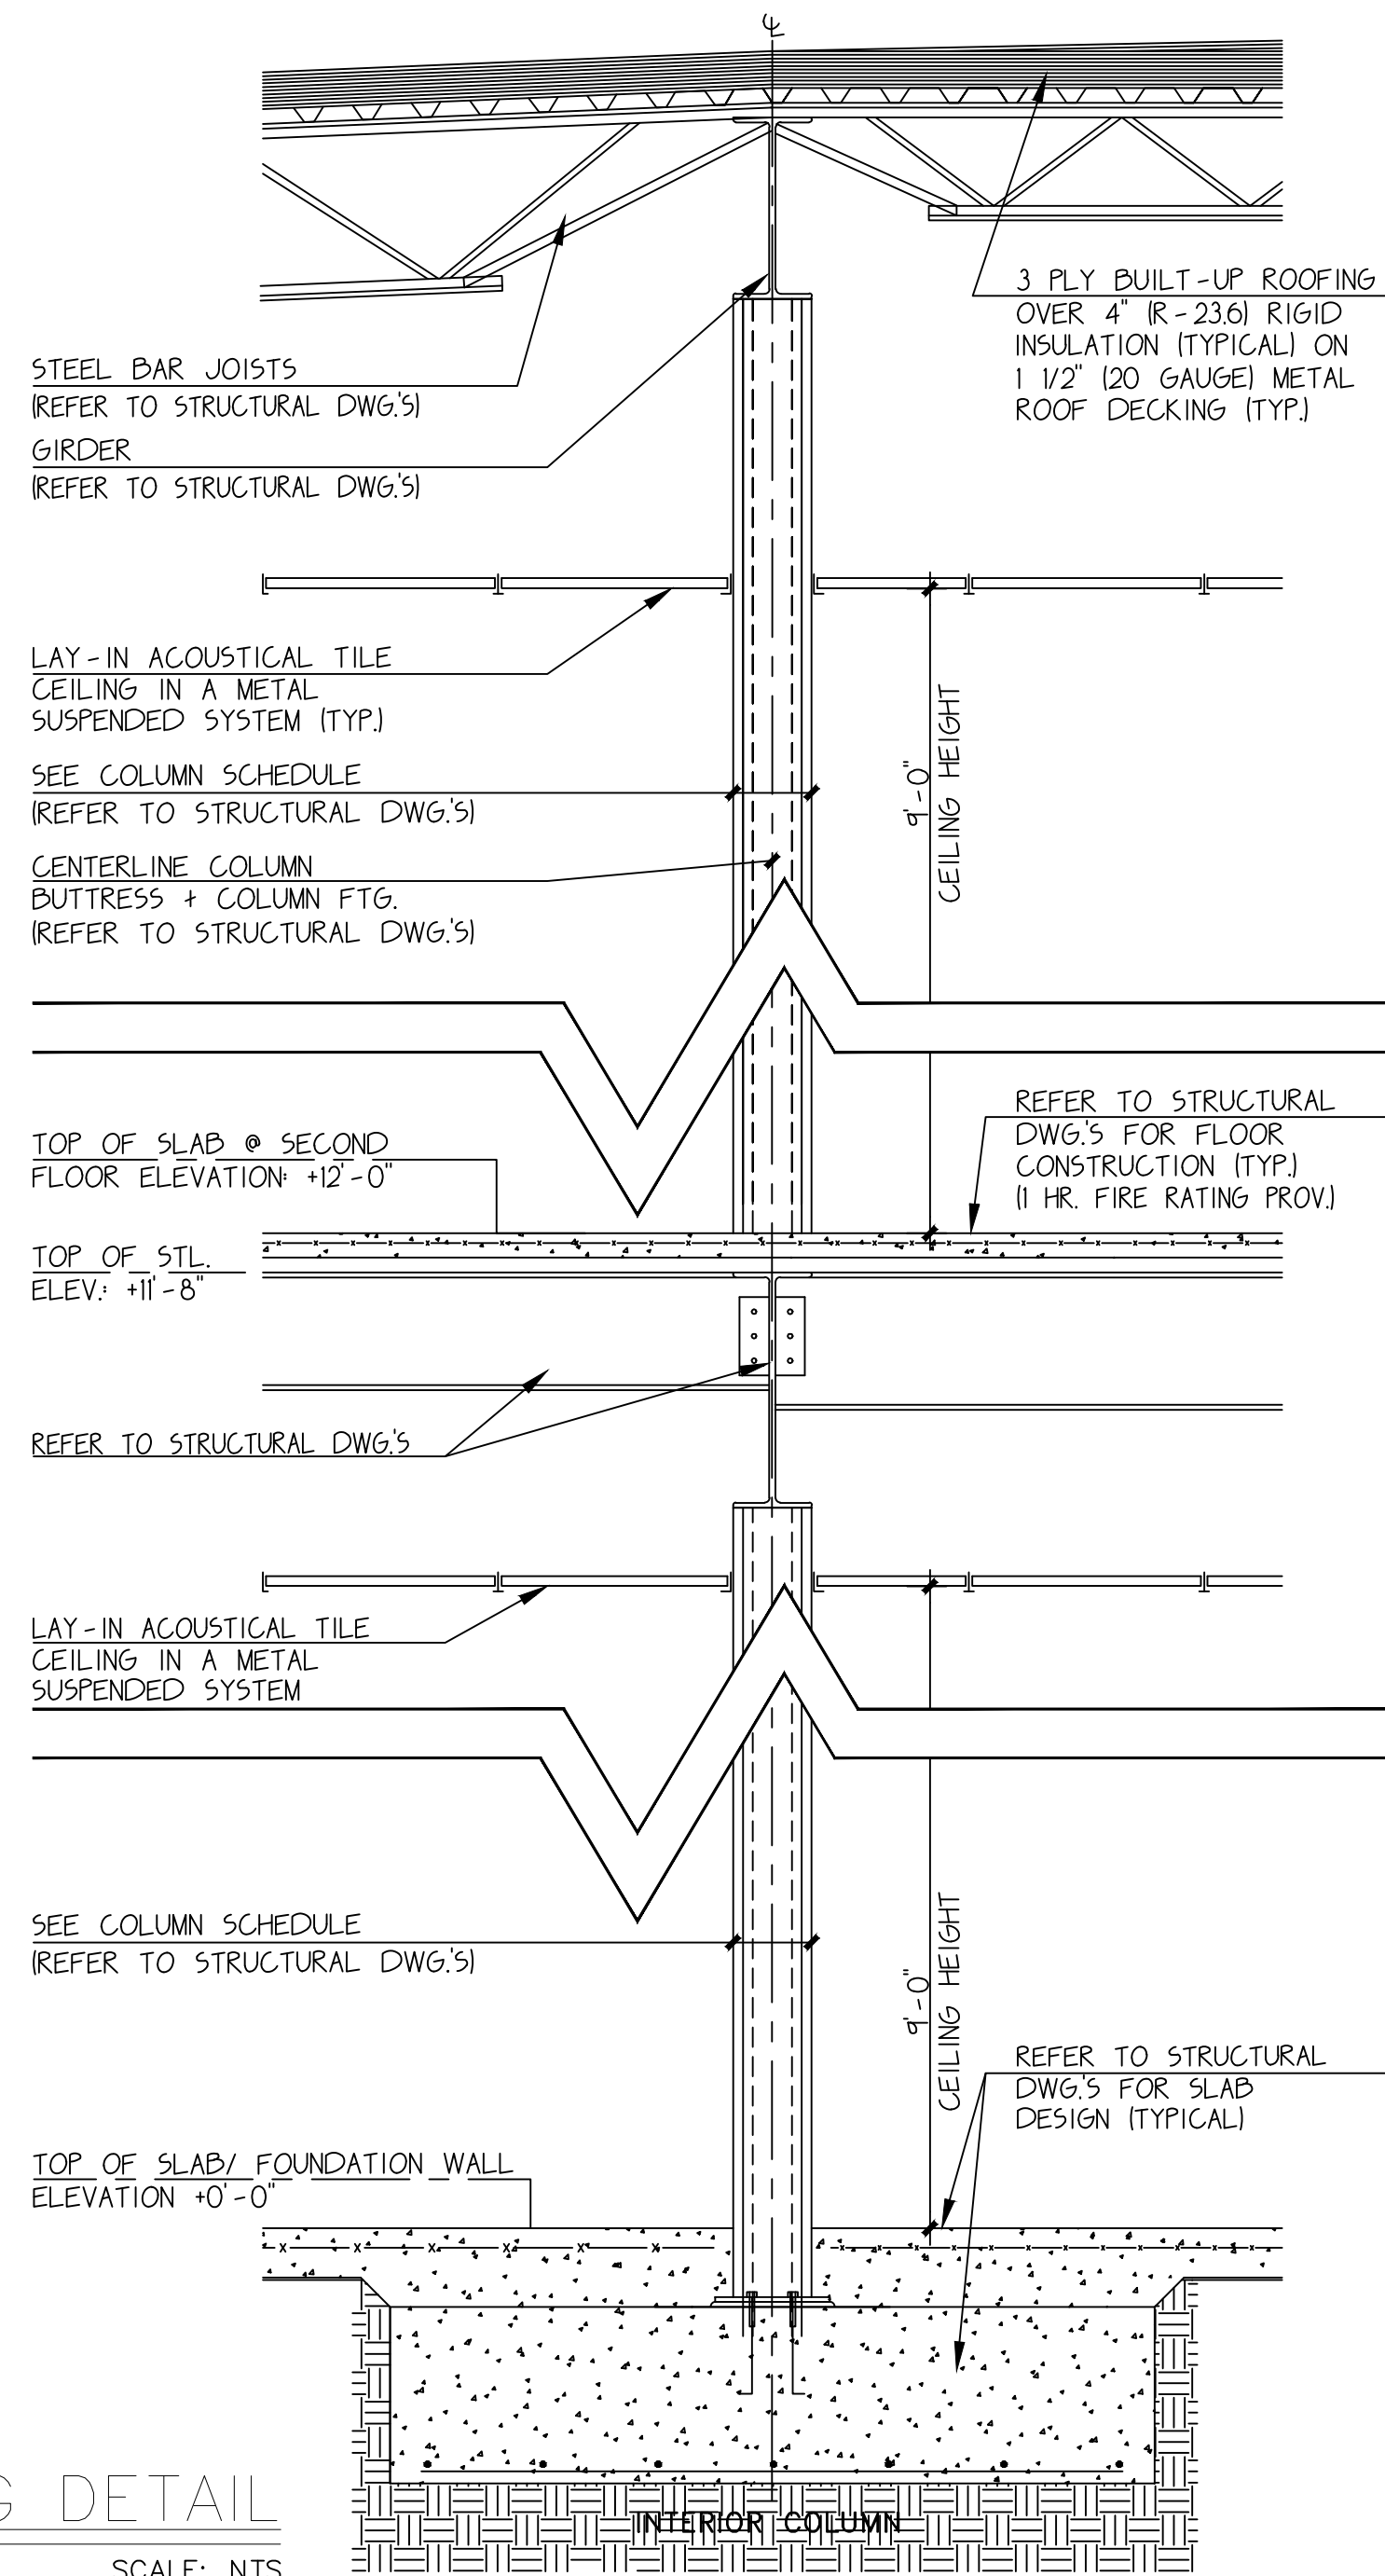 ℄
3 PLY BUILT-UP ROOFING
OVER 4" (R-23.6) RIGID
INSULATION (TYPICAL) ON
1 1/2" (20 GAUGE) METAL
ROOF DECKING (TYP.)
STEEL BAR JOISTS
(REFER TO STRUCTURAL DWG.'S)
GIRDER
(REFER TO STRUCTURAL DWG.'S)
LAY-IN ACOUSTICAL TILE
CEILING IN A METAL
SUSPENDED SYSTEM (TYP.)
SEE COLUMN SCHEDULE
(REFER TO STRUCTURAL DWG.'S)
9'-0"
CEILING HEIGHT
CENTERLINE COLUMN
BUTTRESS + COLUMN FTG.
(REFER TO STRUCTURAL DWG.'S)
REFER TO STRUCTURAL
DWG.'S FOR FLOOR
CONSTRUCTION (TYP.)
(1 HR. FIRE RATING PROV.)
TOP OF SLAB @ SECOND
FLOOR ELEVATION: +12'-0"
TOP OF STL.
ELEV.: +11'-8"
REFER TO STRUCTURAL DWG.'S
LAY-IN ACOUSTICAL TILE
CEILING IN A METAL
SUSPENDED SYSTEM
SEE COLUMN SCHEDULE
(REFER TO STRUCTURAL DWG.'S)
9'-0"
CEILING HEIGHT
REFER TO STRUCTURAL
DWG.'S FOR SLAB
DESIGN (TYPICAL)
TOP OF SLAB/ FOUNDATION WALL
ELEVATION +0'-0"
INTERIOR COLUMN
G DETAIL
SCALE: NTS